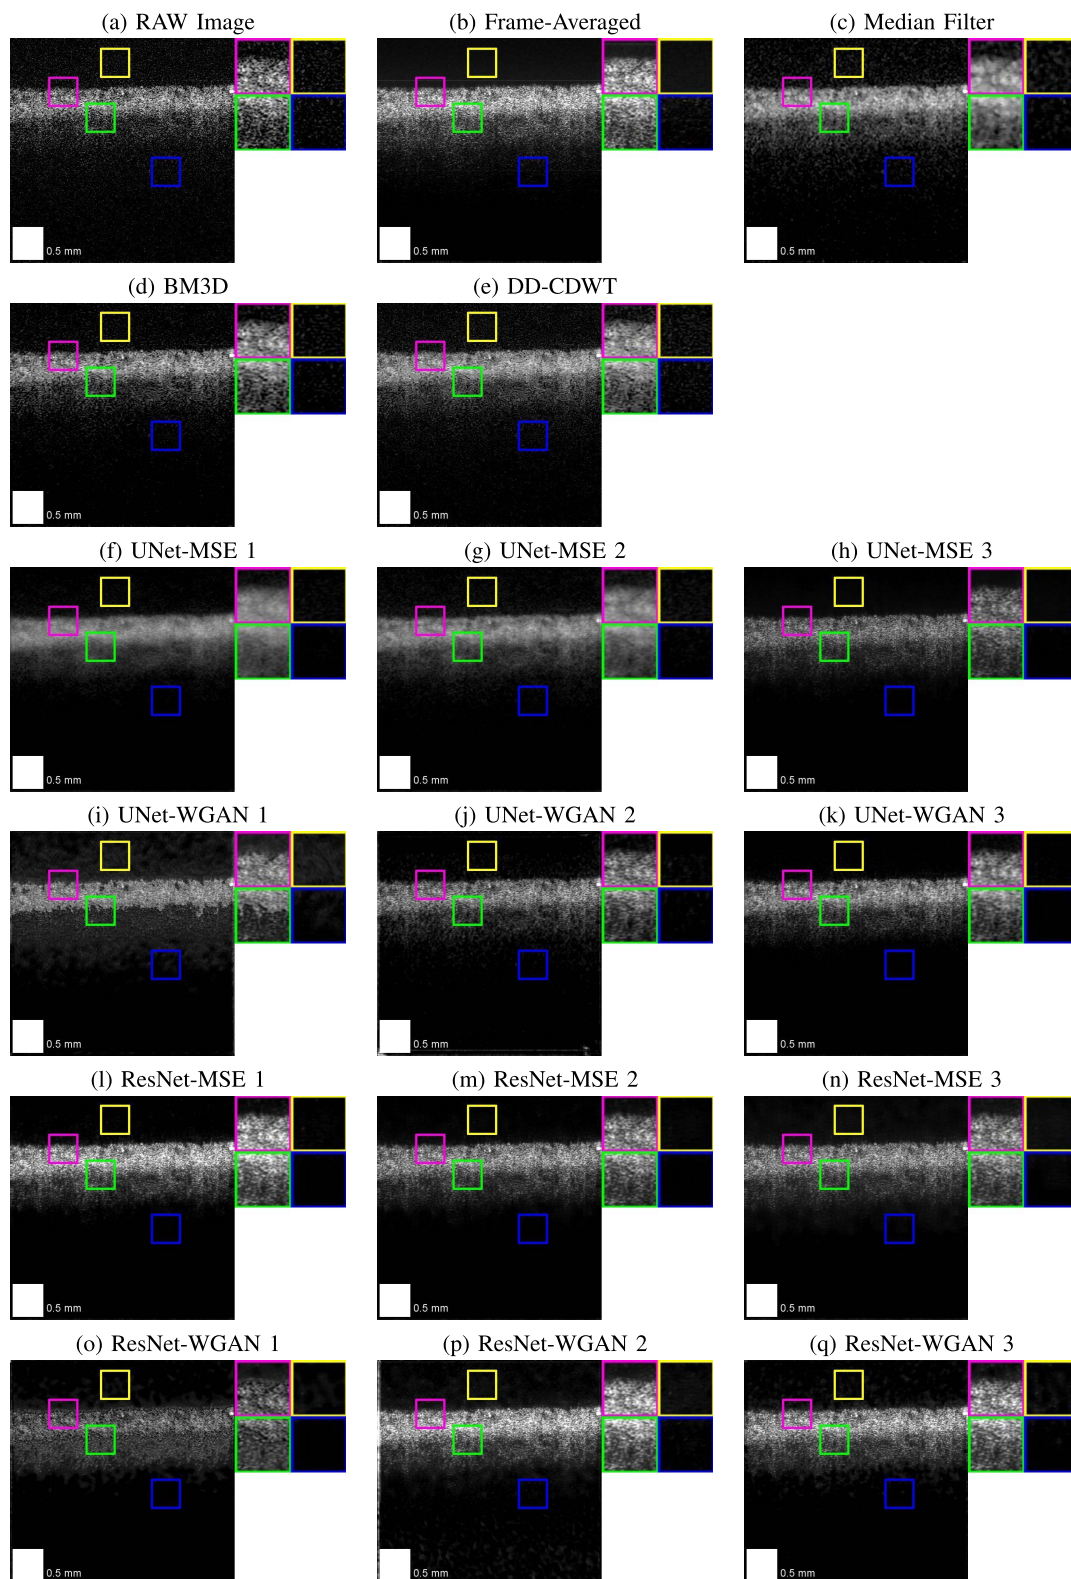 (a) RAW Image
(b) Frame-Averaged
(c) Median Filter
0.5 mm
0.5 mm
0.5 mm
(d) BM3D
(e) DD-CDWT
0.5 mm
0.5 mm
(f) UNet-MSE 1
(g) UNet-MSE 2
(h) UNet-MSE 3
0.5 mm
0.5 mm
0.5 mm
(i) UNet-WGAN 1
(j) UNet-WGAN 2
(k) UNet-WGAN 3
0.5 mm
0.5 mm
0.5 mm
(l) ResNet-MSE 1
(m) ResNet-MSE 2
(n) ResNet-MSE 3
0.5 mm
0.5 mm
0.5 mm
(o) ResNet-WGAN 1
(p) ResNet-WGAN 2
(q) ResNet-WGAN 3
0.5 mm
0.5 mm
0.5 mm